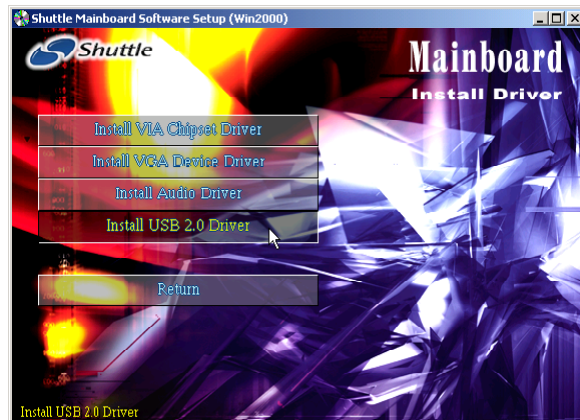 Shuttle Mainboard Software Setup (Win2000)
Shuttle
Mainboard
Install Driver
Install VIA Chipset Driver
Install VGA Device Driver
Install Audio Driver
Install USB 2.0 Driver
Return
Install USB 2.0 Driver